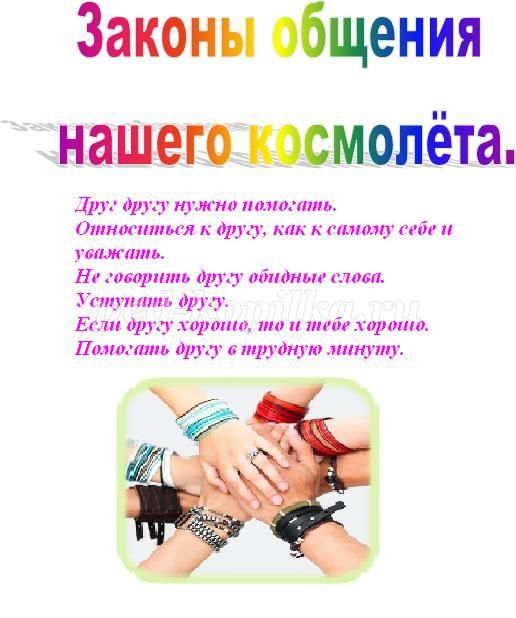 Законы общения
нашего космолёта.
Друг другу нужно помогать.
Относиться к другу, как к самому себе и
уважать.
Не говорить другу обидные слова.
Уступать другу.
Если другу хорошо, то и тебе хорошо.
Помогать другу в трудную минуту.